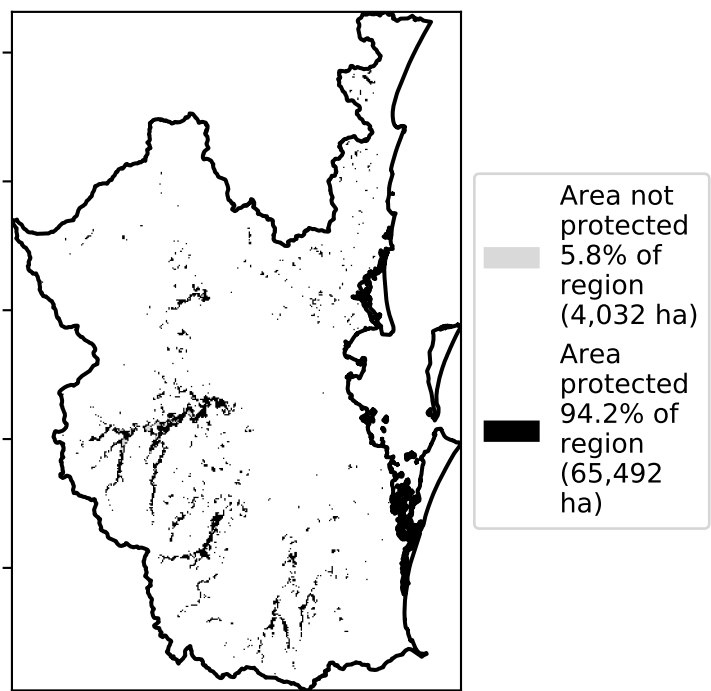 Area not
protected
5.8% of
region
(4,032 ha)
Area
protected
94.2% of
region
(65,492
ha)